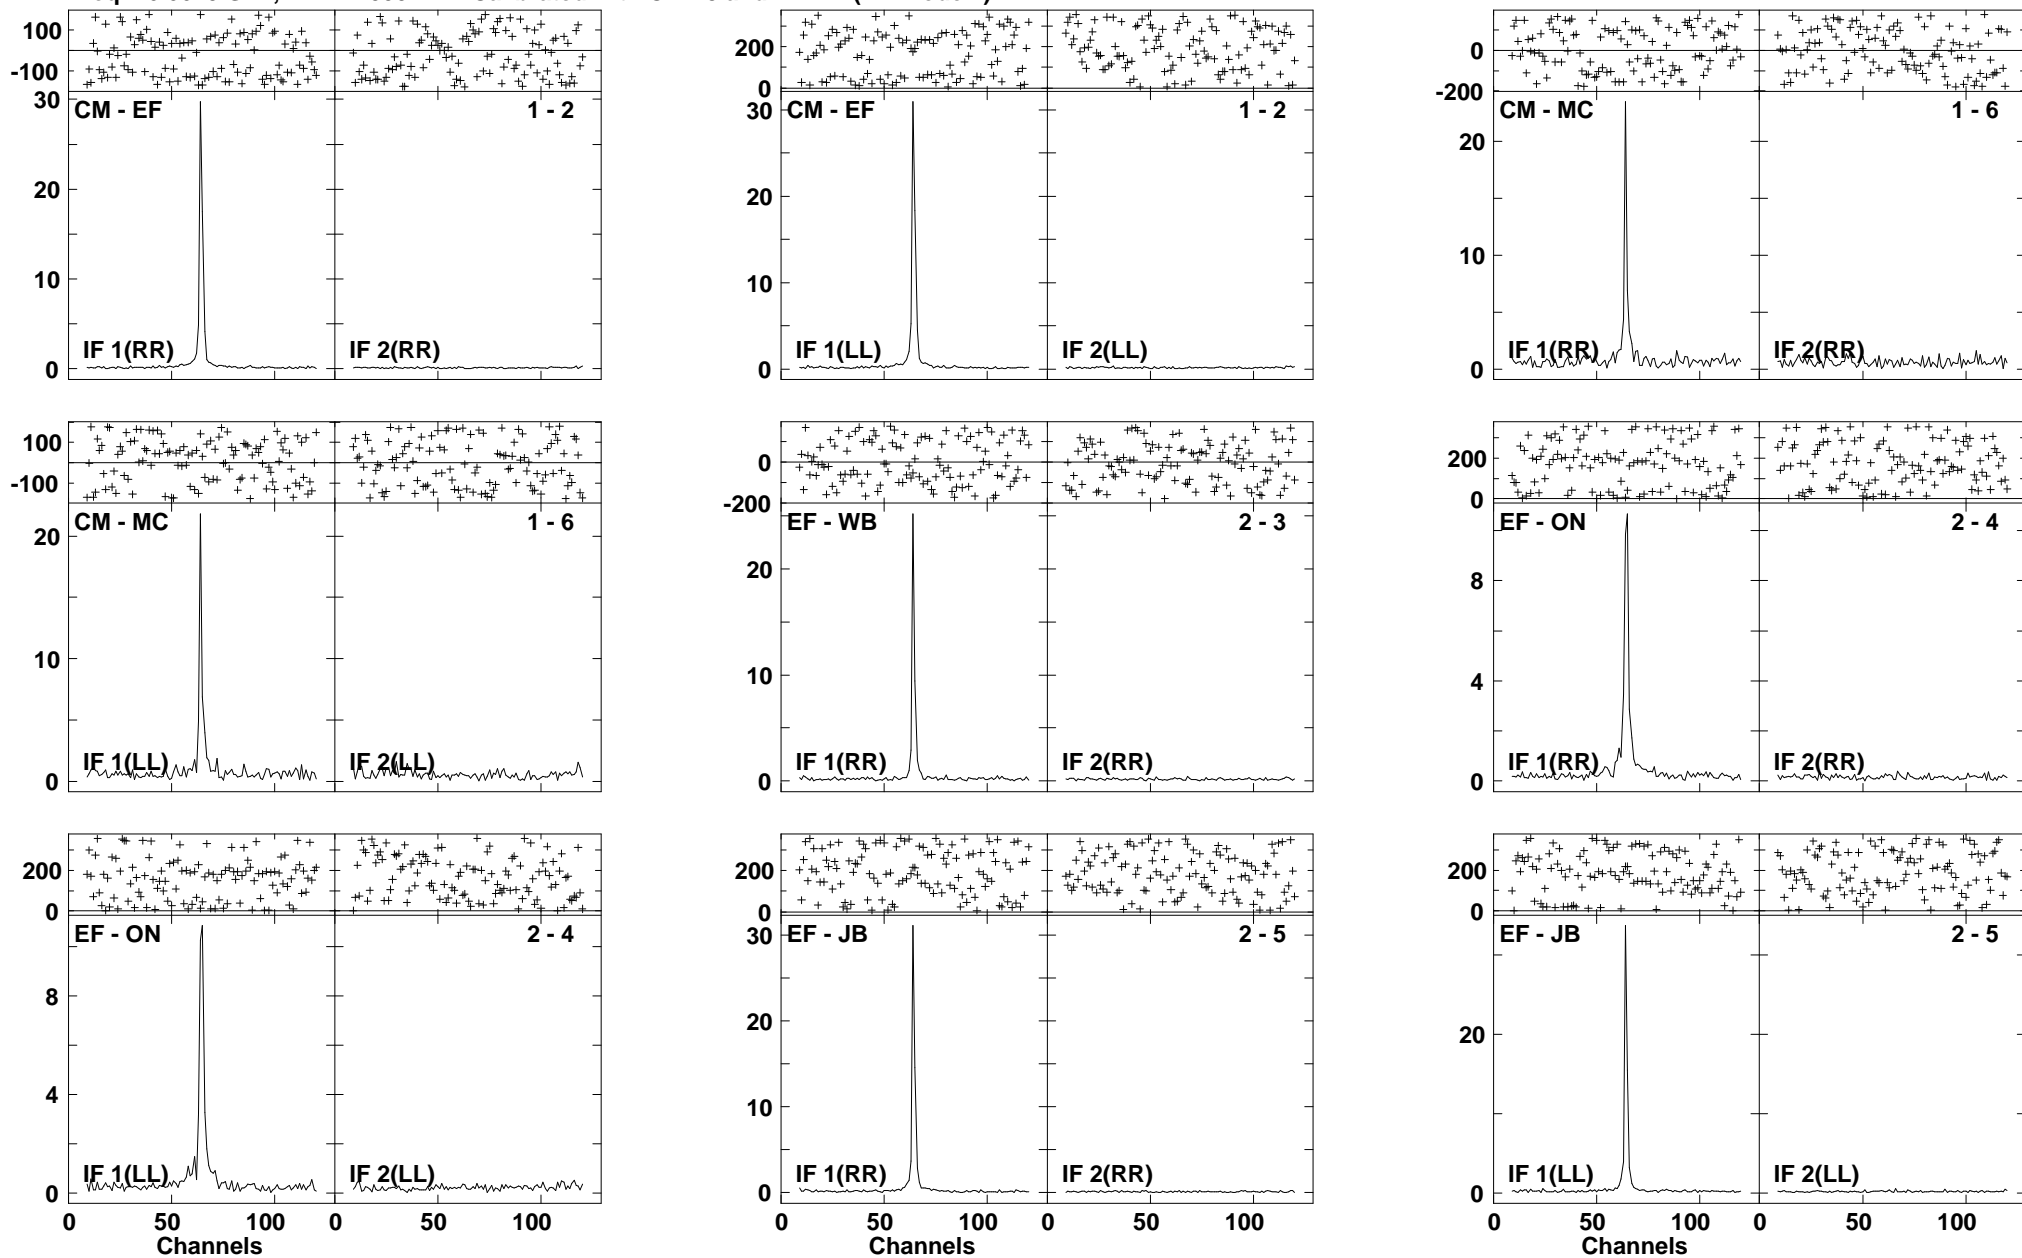 100
-100
30
20
10
0
CM - EF
1 - 2
IF 1(RR)
IF 2(RR)
200
0
30
20
10
0
CM - EF
1 - 2
IF 1(LL)
IF 2(LL)
0
-200
20
10
0
CM - MC
1 - 6
IF 1(RR)
IF 2(RR)
100
-100
20
10
0
CM - MC
1 - 6
IF 1(LL)
IF 2(LL)
0
-200
20
10
0
EF - WB
2 - 3
IF 1(RR)
IF 2(RR)
200
0
8
4
0
EF - ON
2 - 4
IF 1(RR)
IF 2(RR)
200
0
8
4
0
EF - ON
2 - 4
IF 1(LL)
IF 2(LL)
0 50 100 0 50 100
Channels
200
0
30
20
10
0
EF - JB
2 - 5
IF 1(RR)
IF 2(RR)
0 50 100 0 50 100
Channels
200
0
20
0
EF - JB
2 - 5
IF 1(LL)
IF 2(LL)
0 50 100 0 50 100
Channels